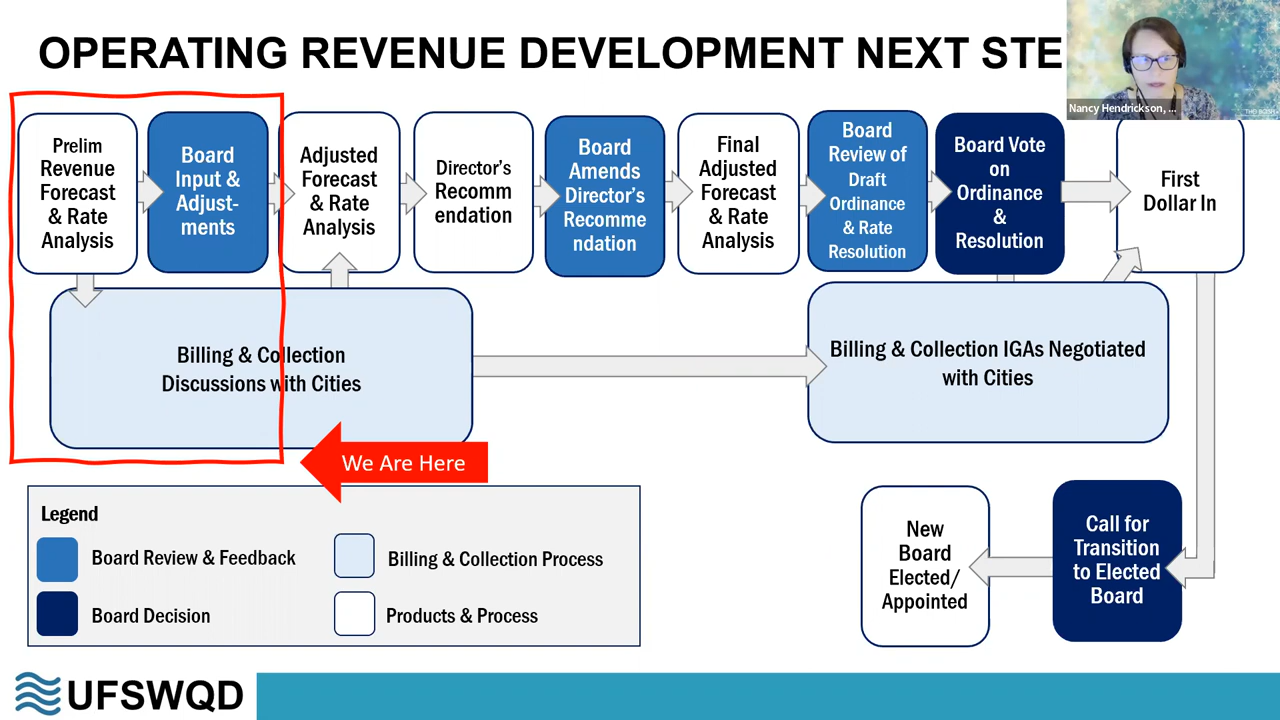 OPERATING REVENUE DEVELOPMENT NEXT STE
Nancy Hendrickson, ...
Prelim
Revenue
Forecast
& Rate
Analysis
Board
Input &
Adjust-
ments
Adjusted
Forecast
& Rate
Analysis
Director's
Recomm
endation
Board
Amends
Director's
Recomme
ndation
Final
Adjusted
Forecast
& Rate
Analysis
Board
Review of
Draft
Ordinance
& Rate
Resolution
Board Vote
on
Ordinance
&
Resolution
First
Dollar In
Billing & Collection
Discussions with Cities
Billing & Collection IGAs Negotiated
with Cities
We Are Here
Legend
Board Review & Feedback
Billing & Collection Process
Board Decision
Products & Process
New
Board
Elected/
Appointed
Call for
Transition
to Elected
Board
UFSWQD